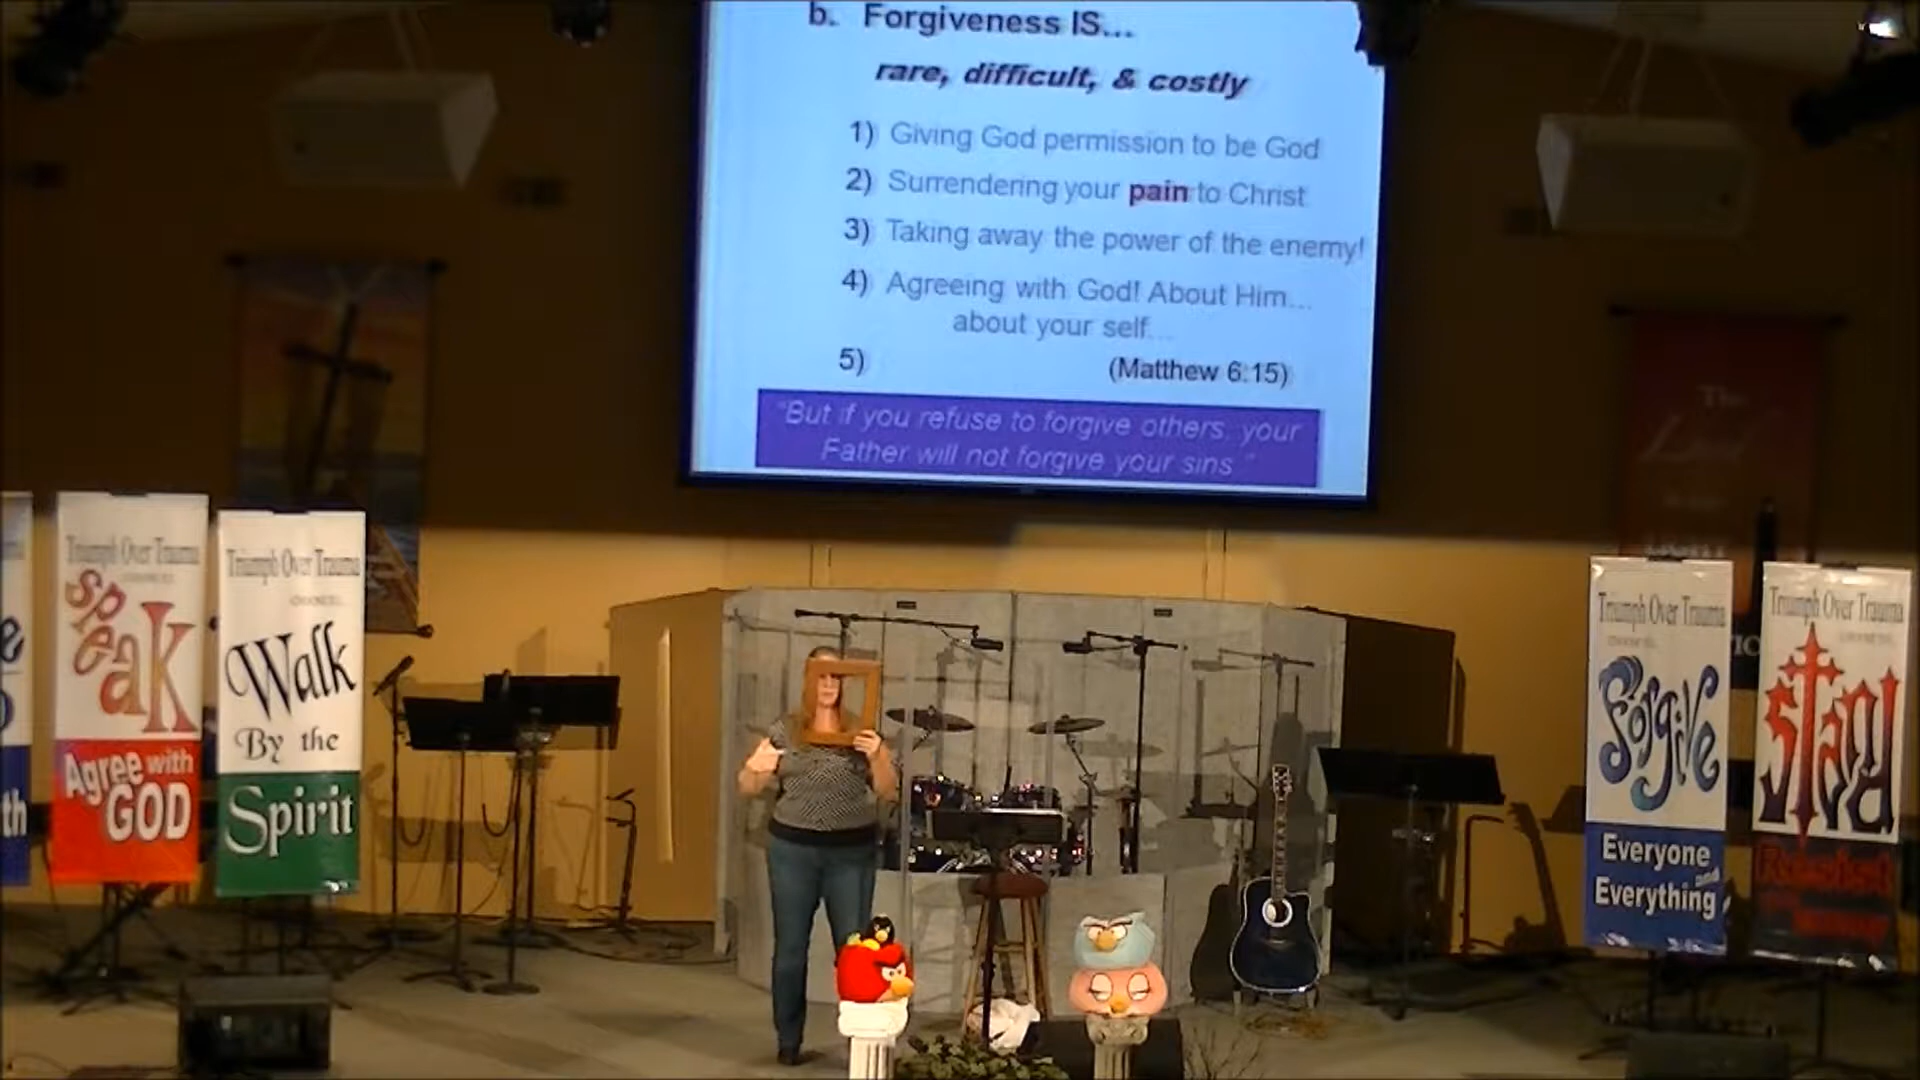 b. Forgiveness IS...
rare, difficult, & costly
1) Giving God permission to be God
2) Surrendering your pain to Christ
3) Taking away the power of the enemy!
4) Agreeing with God! About Him...
about your self...
5) (Matthew 6:15)
"But if you refuse to forgive others, your
Father will not forgive your sins."
th
Triumph Over Trauma
speak
Agree with
GOD
Triumph Over Trauma
Walk
By the
Spirit
The
Triumph Over Trauma
Forgive
Everyone
and
Everything
Triumph Over Trauma
Stand